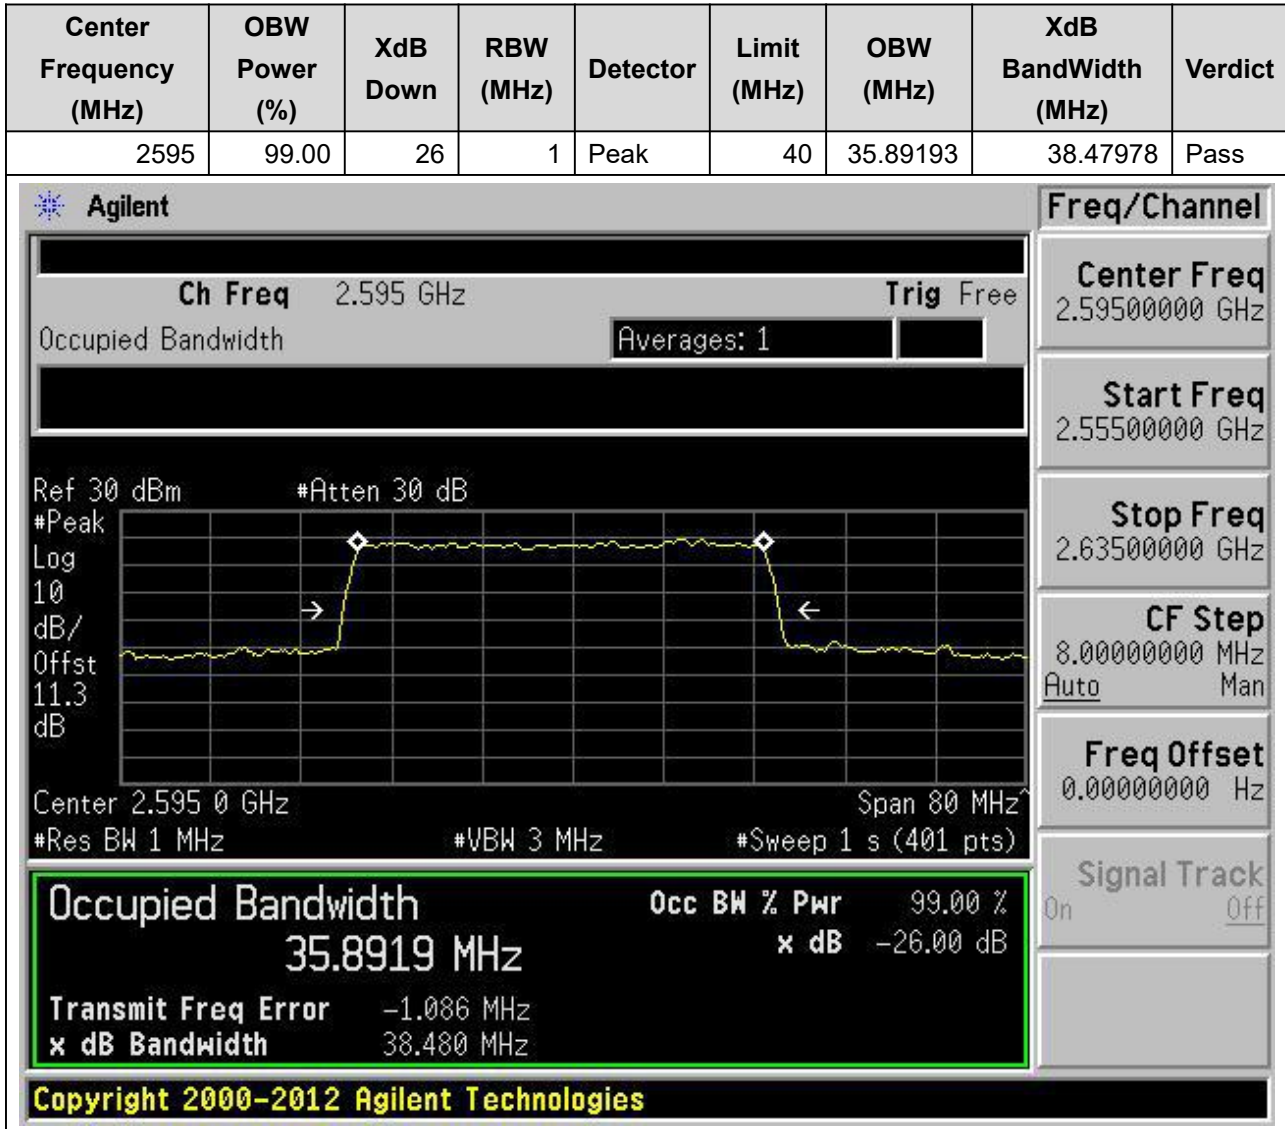 Center Frequency (MHz) OBW Power (%) XdB Down RBW (MHz) Detector Limit (MHz) OBW (MHz) XdB BandWidth (MHz) Verdict
2595 99.00 26 1 Peak 40 35.89193 38.47978 Pass
Agilent
Freq/Channel
Ch Freq 2.595 GHz Trig Free
Occupied Bandwidth Averages: 1
Center Freq
2.59500000 GHz
Start Freq
2.55500000 GHz
Stop Freq
2.63500000 GHz
CF Step
8.00000000 MHz
Auto Man
Freq Offset
0.00000000 Hz
Signal Track
On Off
Ref 30 dBm #Atten 30 dB
#Peak
Log
10
dB/
Offst
11.3
dB
Center 2.595 0 GHz Span 80 MHz^
#Res BW 1 MHz #VBW 3 MHz #Sweep 1 s (401 pts)
Occupied Bandwidth Occ BW % Pwr 99.00 %
35.8919 MHz x dB -26.00 dB
Transmit Freq Error -1.086 MHz
x dB Bandwidth 38.480 MHz
Copyright 2000-2012 Agilent Technologies